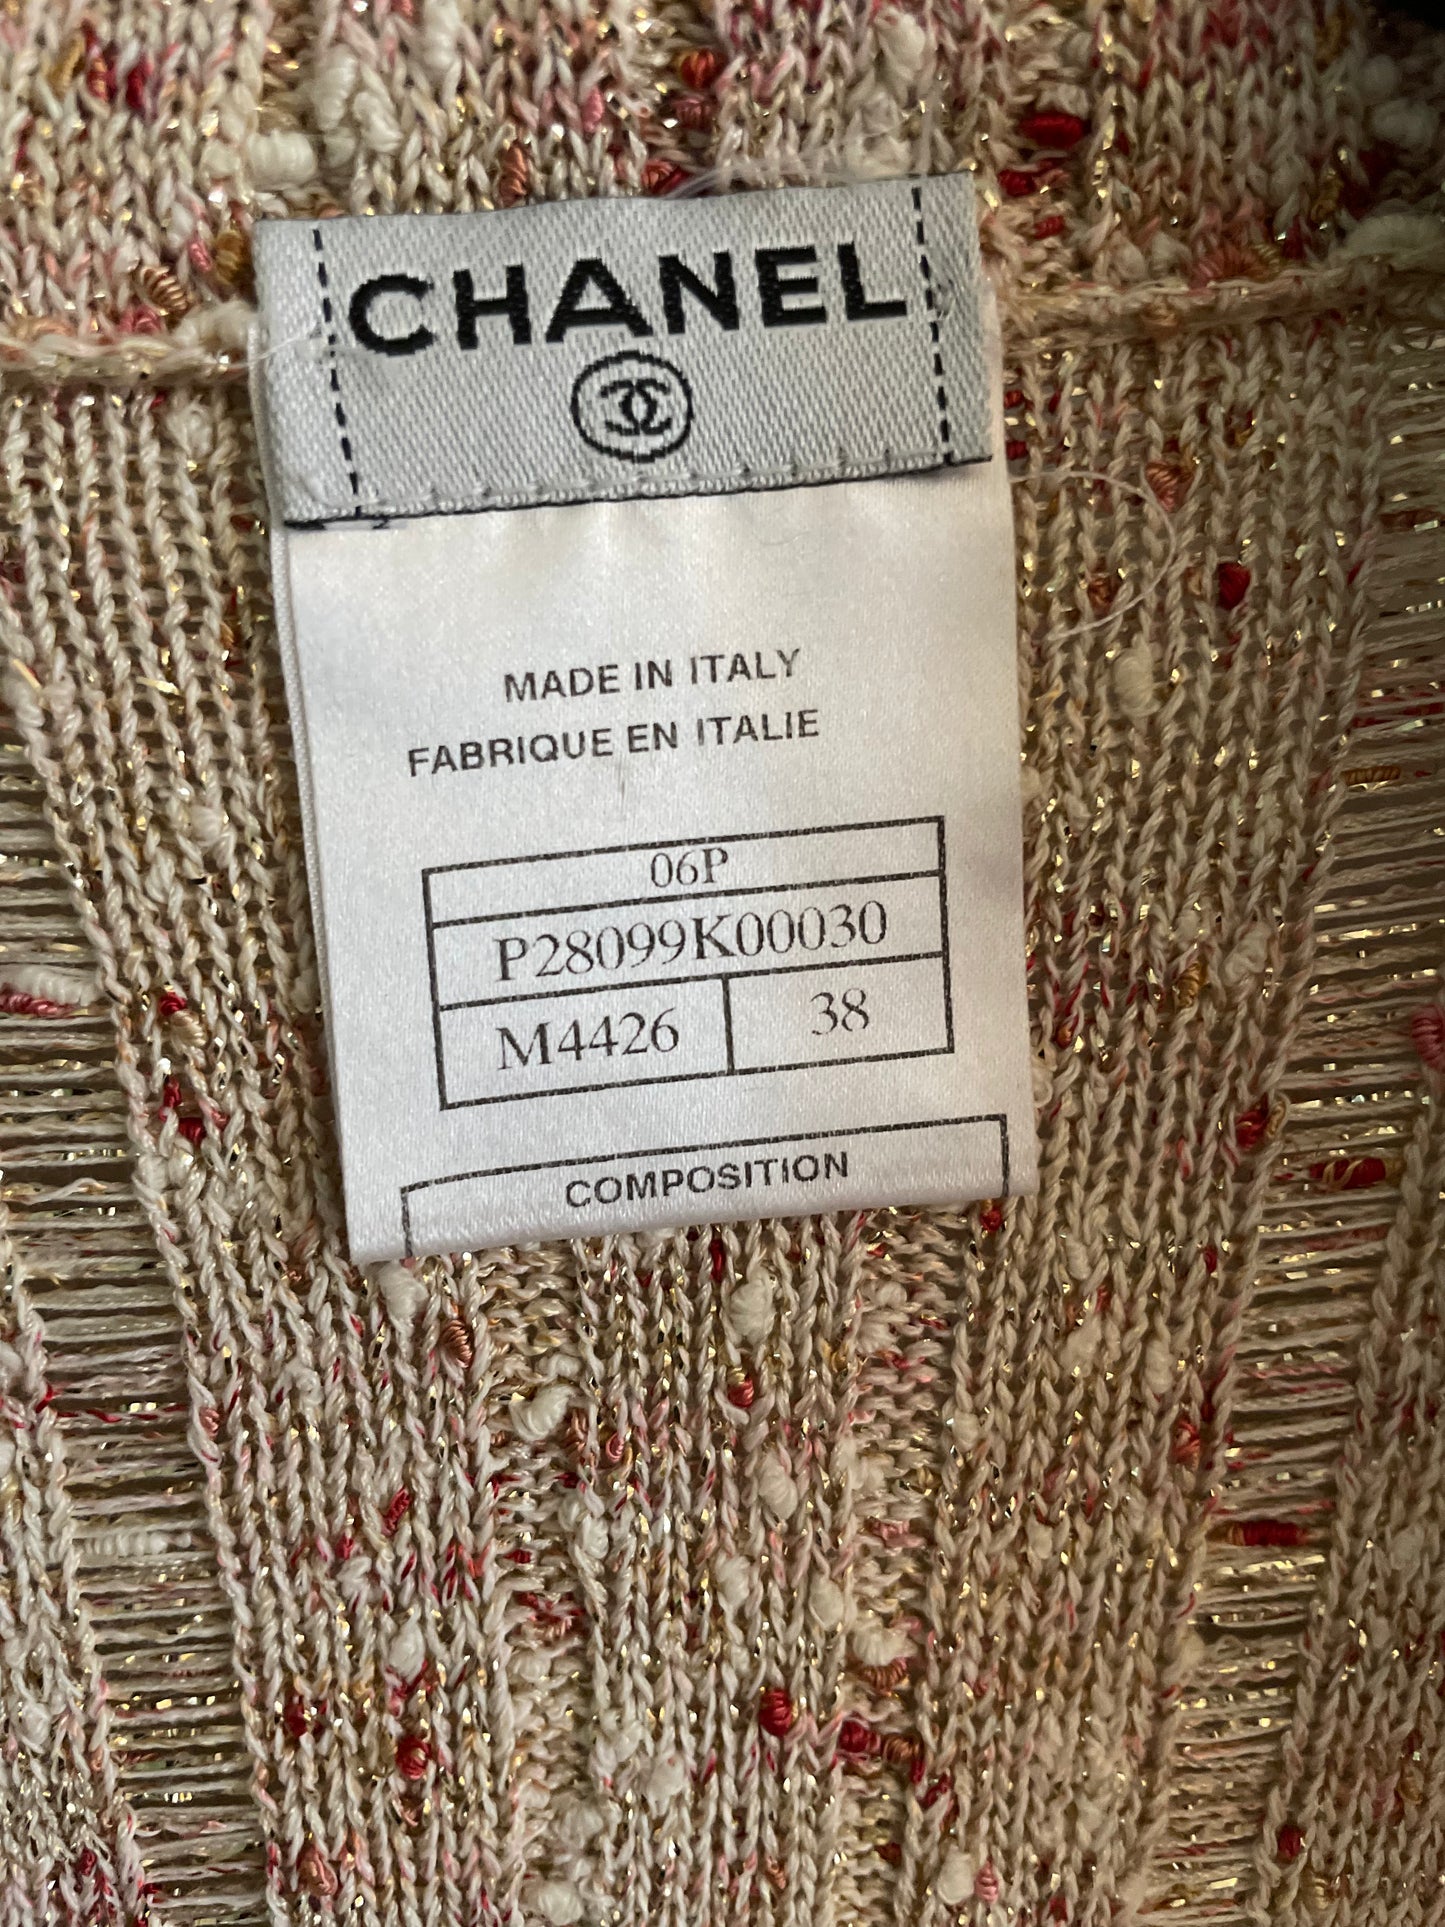 CHANEL
MADE IN ITALY
FABRIQUE EN ITALIE
06P
P28099K00030
M4426 38
COMPOSITION